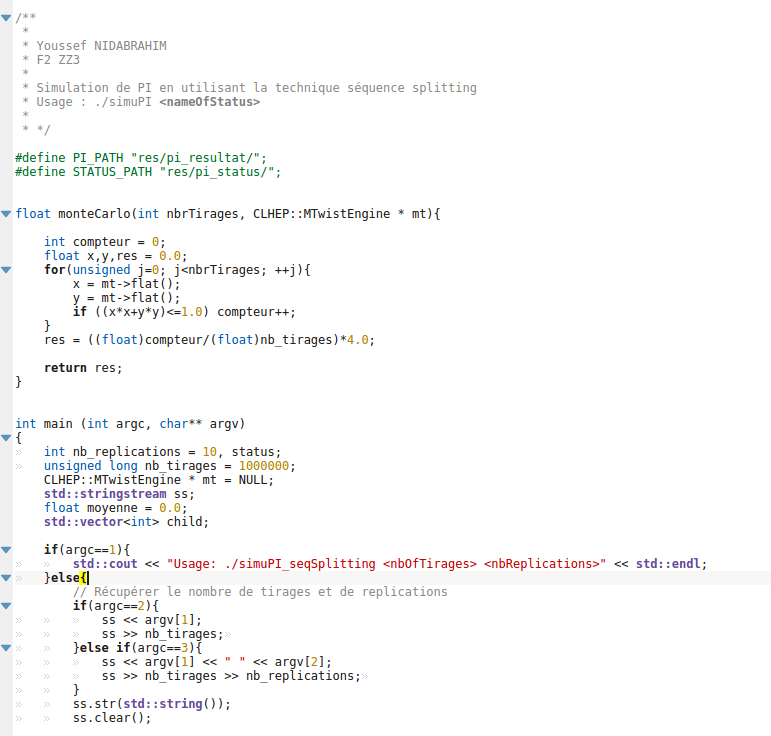 /**
 *
 * Youssef NIDABRAHIM
 * F2 ZZ3
 *
 * Simulation de PI en utilisant la technique séquence splitting
 * Usage : ./simuPI <nameOfStatus>
 *
 * */

#define PI_PATH "res/pi_resultat/";
#define STATUS_PATH "res/pi_status/";


float monteCarlo(int nbrTirages, CLHEP::MTwistEngine * mt){

    int compteur = 0;
    float x,y,res = 0.0;
    for(unsigned j=0; j<nbrTirages; ++j){
        x = mt->flat();
        y = mt->flat();
        if ((x*x+y*y)<=1.0) compteur++;
    }
    res = ((float)compteur/(float)nb_tirages)*4.0;

    return res;
}


int main (int argc, char** argv)
{
    int nb_replications = 10, status;
    unsigned long nb_tirages = 1000000;
    CLHEP::MTwistEngine * mt = NULL;
    std::stringstream ss;
    float moyenne = 0.0;
    std::vector<int> child;

    if(argc==1){
        std::cout << "Usage: ./simuPI_seqSplitting <nbOfTirages> <nbReplications>" << std::endl;
    }else{
        // Récupérer le nombre de tirages et de replications
        if(argc==2){
            ss << argv[1];
            ss >> nb_tirages;
        }else if(argc==3){
            ss << argv[1] << " " << argv[2];
            ss >> nb_tirages >> nb_replications;
        }
        ss.str(std::string());
        ss.clear();